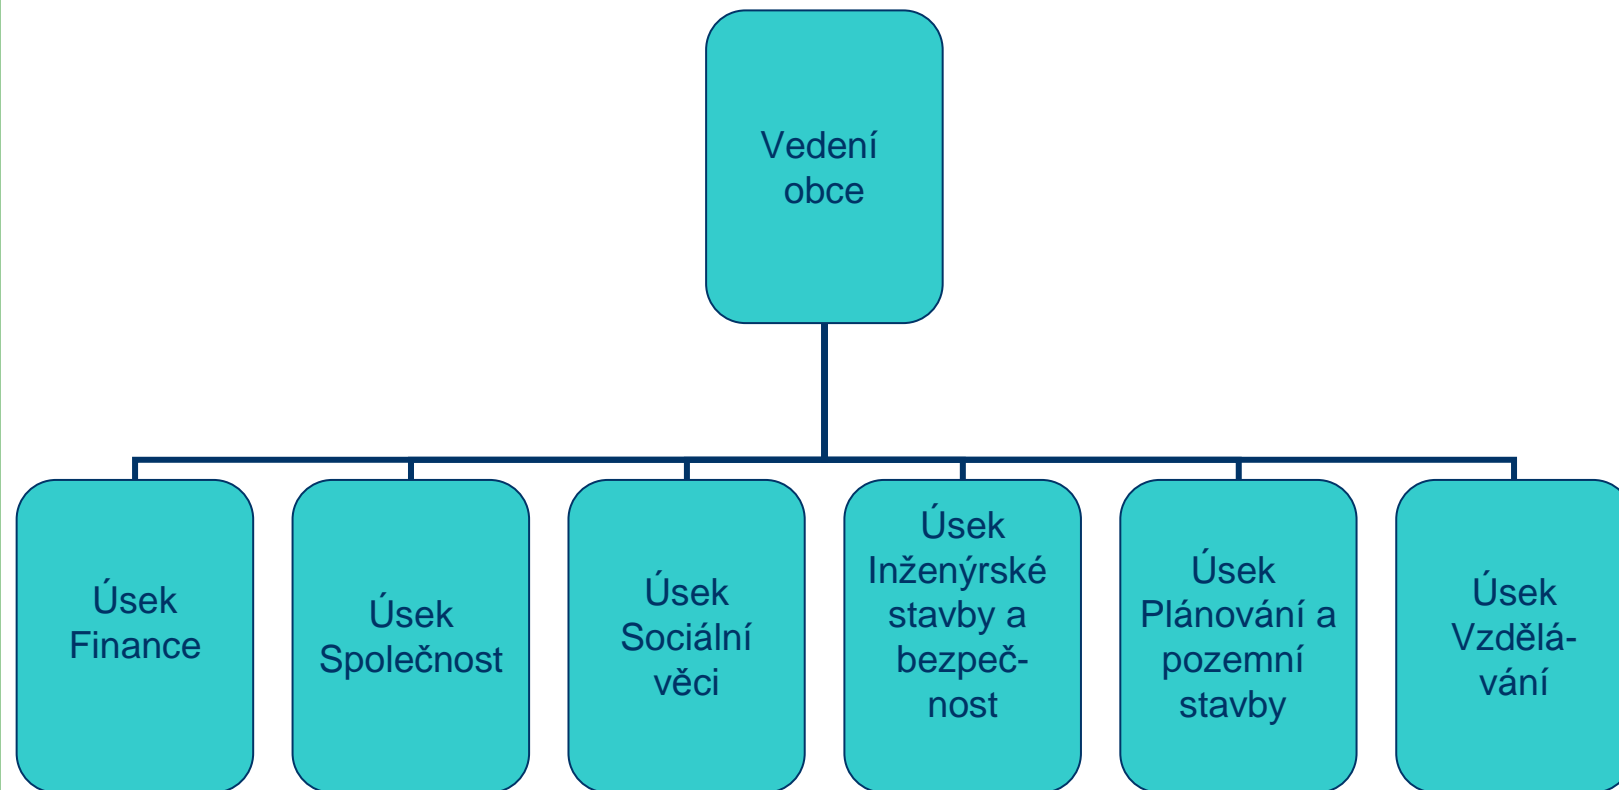 Vedení
obce
Úsek
Finance
Úsek
Společnost
Úsek
Sociální
věci
Úsek
Inženýrské
stavby a
bezpeč-
nost
Úsek
Plánování a
pozemní
stavby
Úsek
Vzdělá-
vání